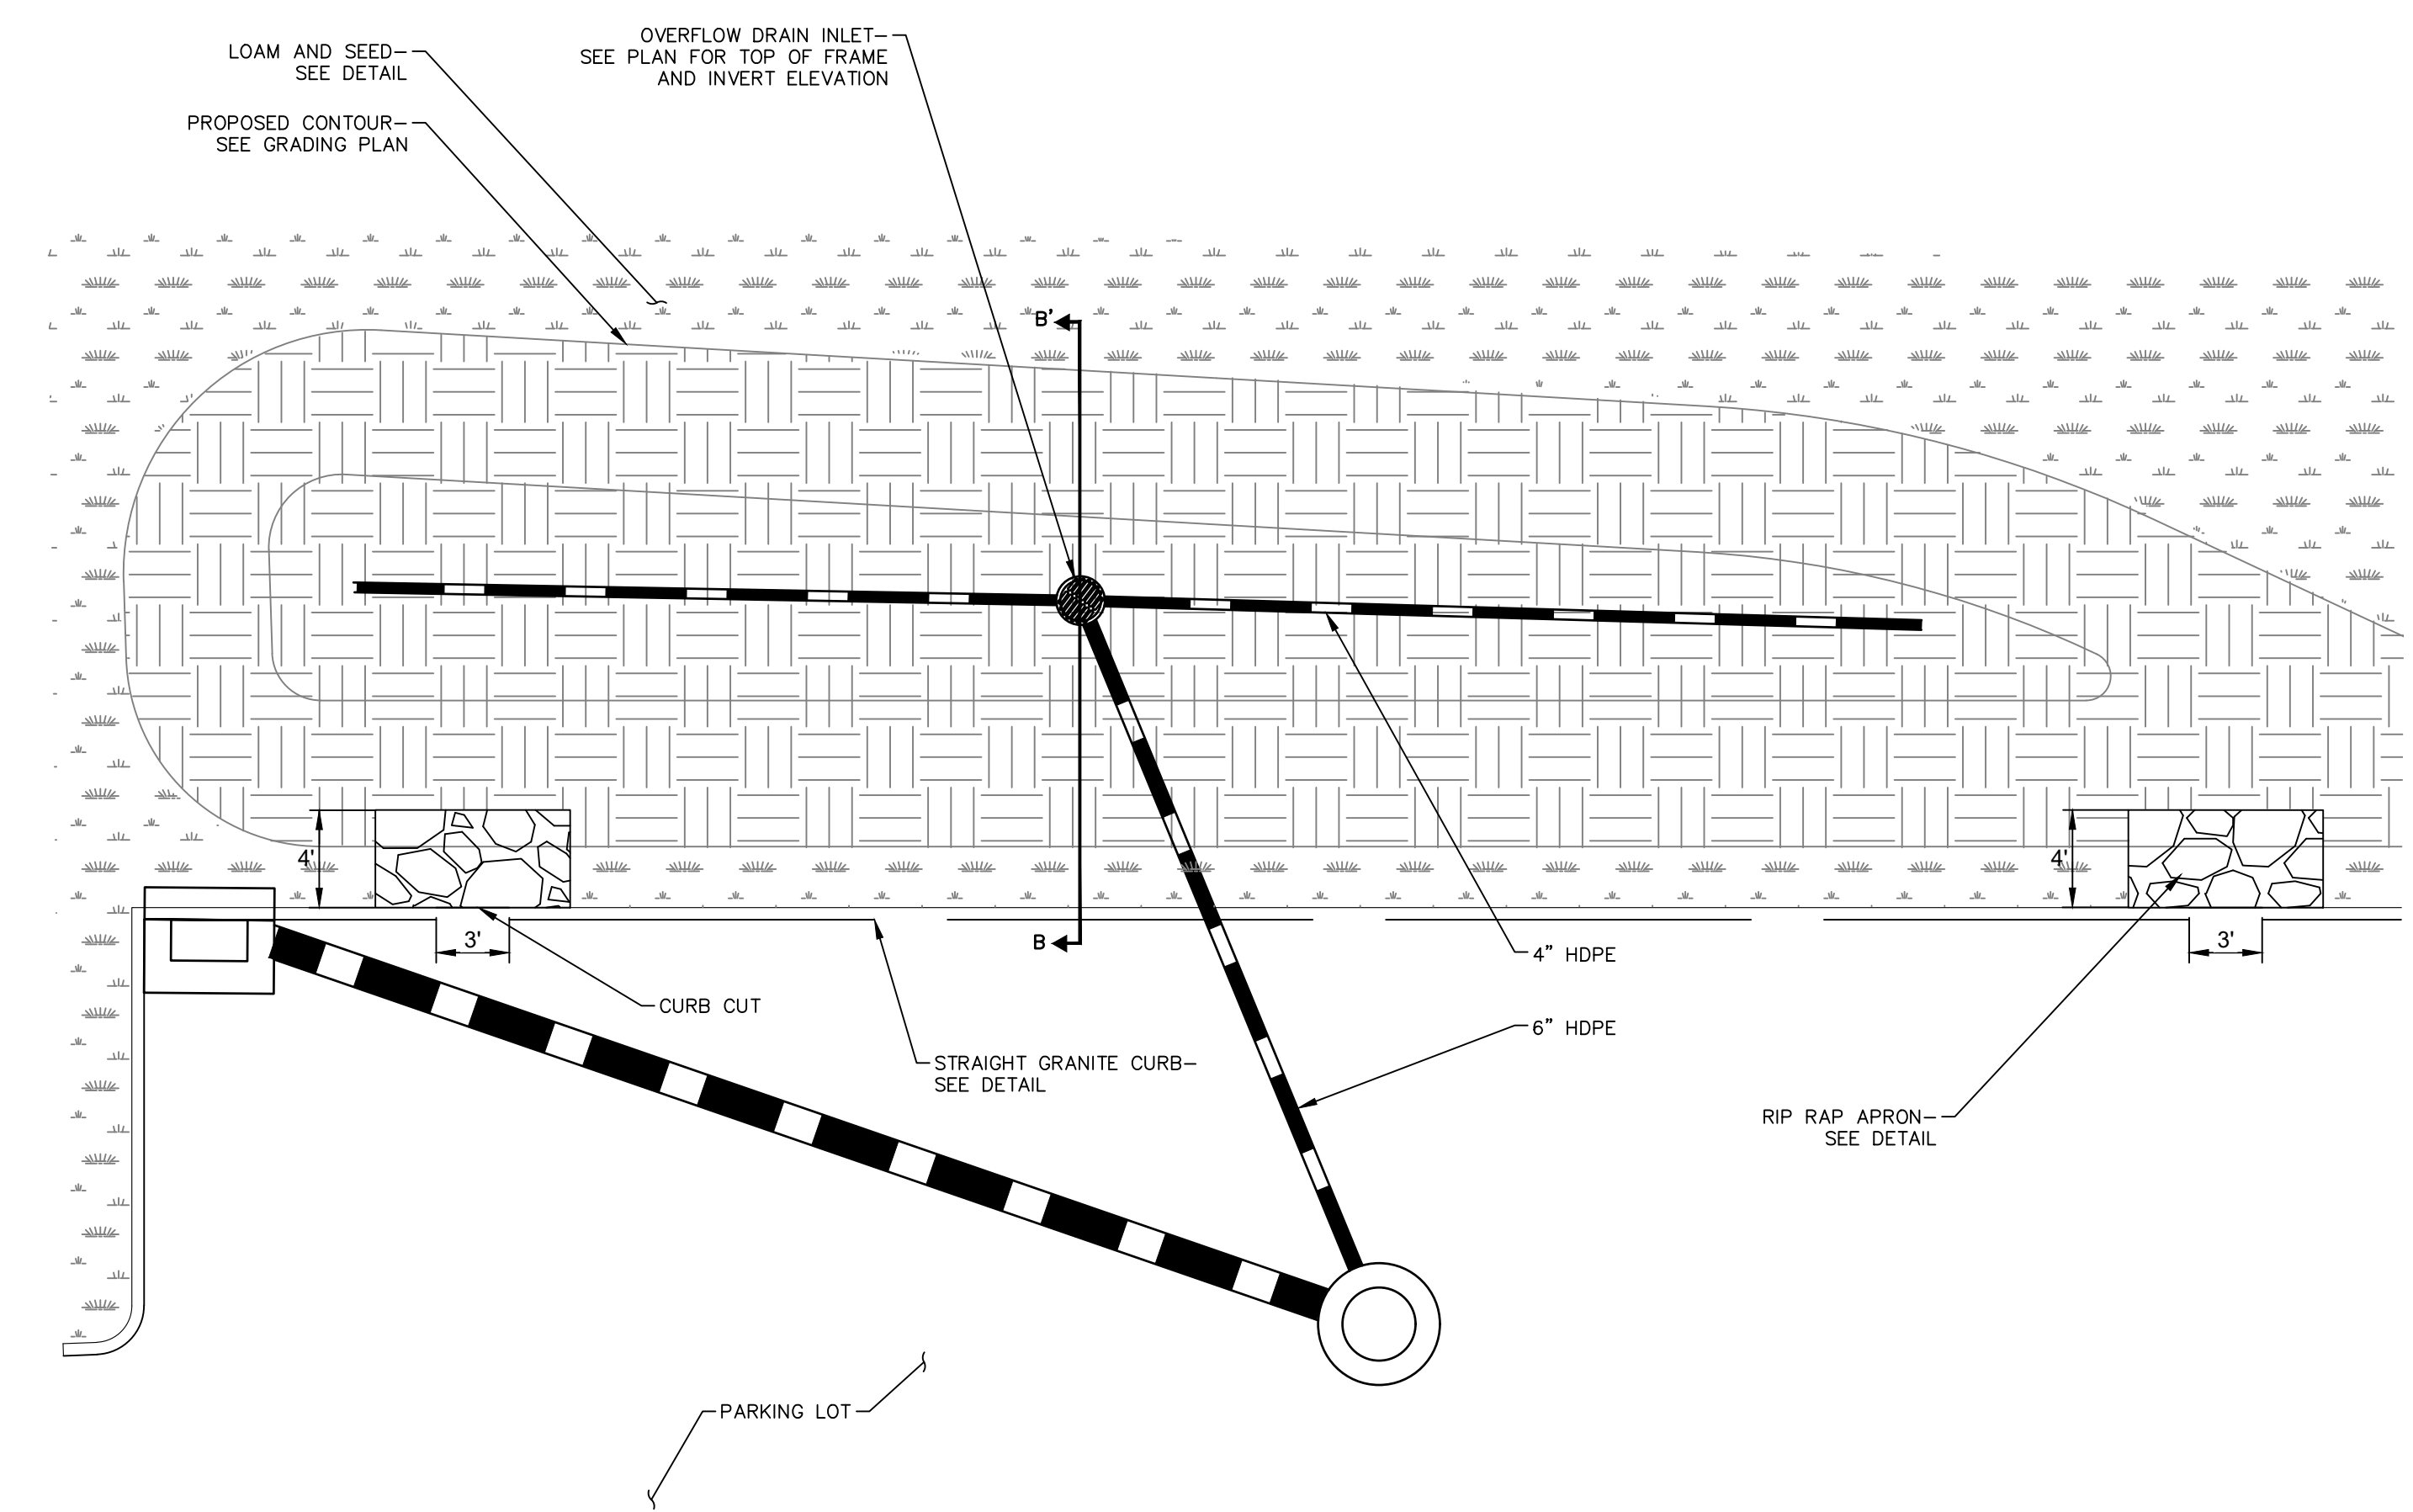 OVERFLOW DRAIN INLET-
SEE PLAN FOR TOP OF FRAME
AND INVERT ELEVATION
LOAM AND SEED-
SEE DETAIL
PROPOSED CONTOUR-
SEE GRADING PLAN
B'
4'
4'
3'
B
3'
4" HDPE
CURB CUT
6" HDPE
STRAIGHT GRANITE CURB-
SEE DETAIL
RIP RAP APRON-
SEE DETAIL
PARKING LOT